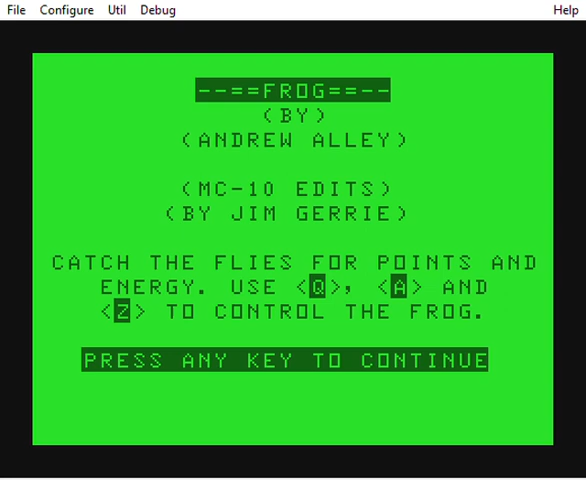 File Configure Util Debug Help
--==FROG==--
(BY)
(ANDREW ALLEY)
(MC-10 EDITS)
(BY JIM GERRIE)
CATCH THE FLIES FOR POINTS AND
ENERGY. USE <Q>, <A> AND
<Z> TO CONTROL THE FROG.
PRESS ANY KEY TO CONTINUE